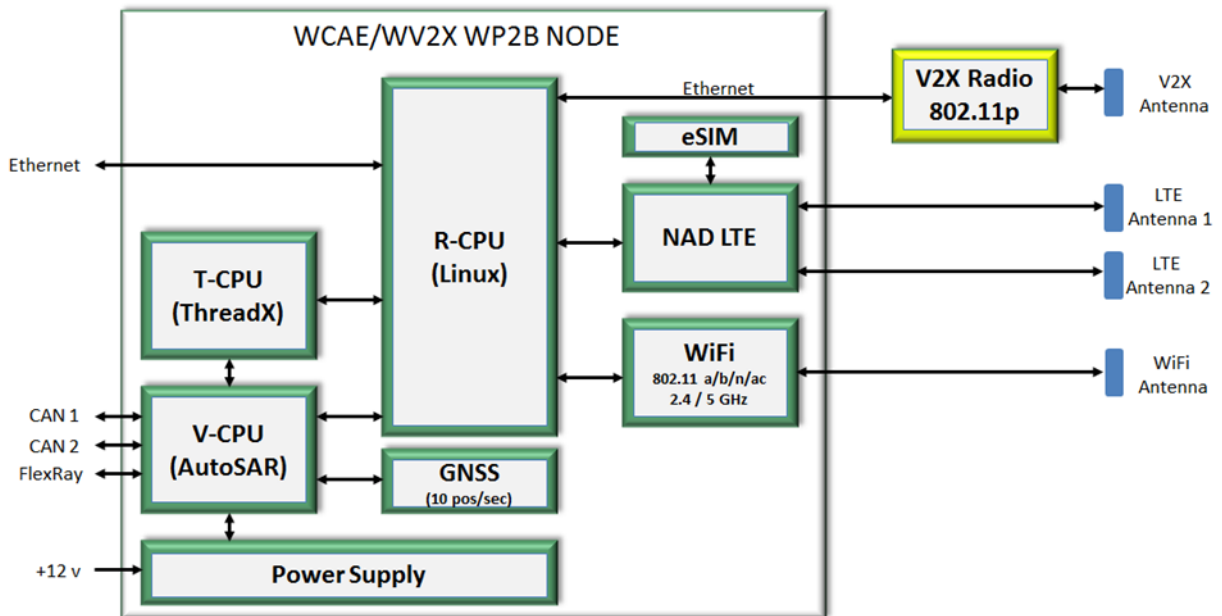 WCAE/WV2X WP2B NODE
V2X Radio
802.11p
V2X
Antenna
Ethernet
eSIM
Ethernet
LTE
Antenna 1
NAD LTE
R-CPU
(Linux)
T-CPU
(ThreadX)
LTE
Antenna 2
WiFi
802.11 a/b/n/ac
2.4 / 5 GHz
WiFi
Antenna
CAN 1
CAN 2
FlexRay
V-CPU
(AutoSAR)
GNSS
(10 pos/sec)
+12 v
Power Supply